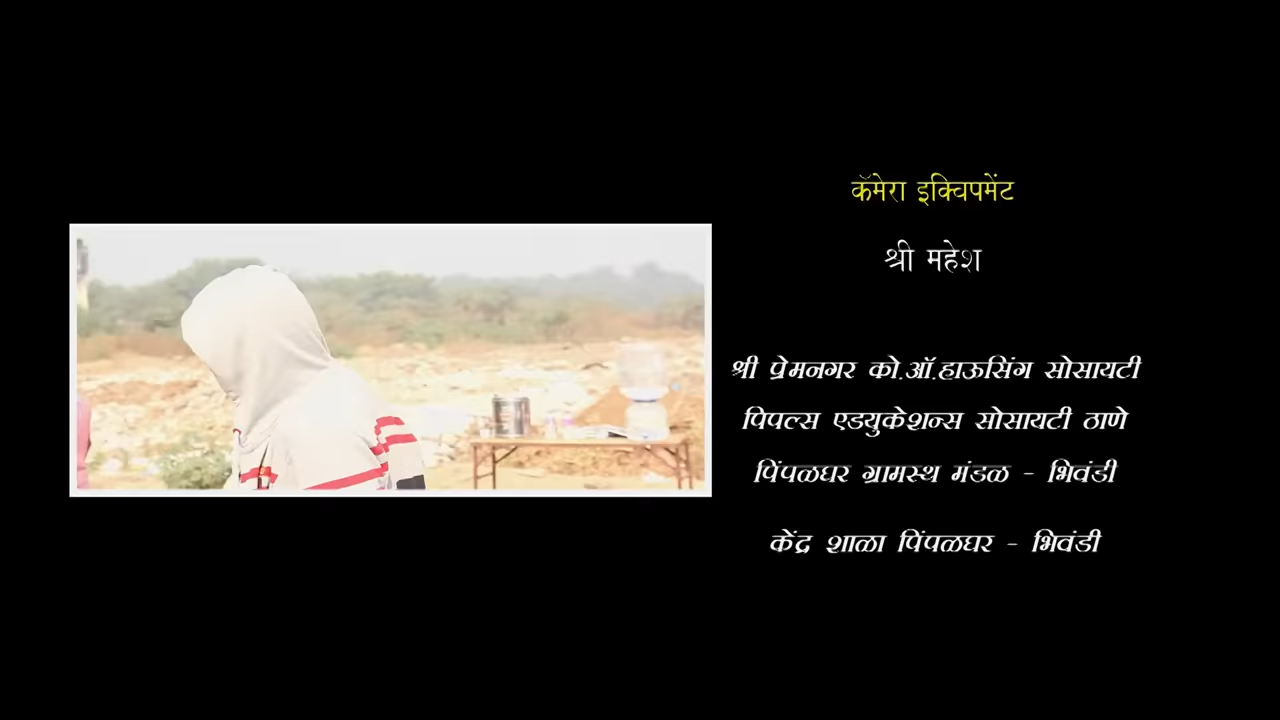 कॅमेरा इक्विपमेंट
श्री महेश
श्री प्रेमनगर को.ऑ.हाऊसिंग सोसायटी
पिपल्स एडयुकेशन्स सोसायटी ठाणे
पिंपळघर ग्रामस्थ मंडळ - भिवंडी
केंद्र शाळा पिंपळघर - भिवंडी